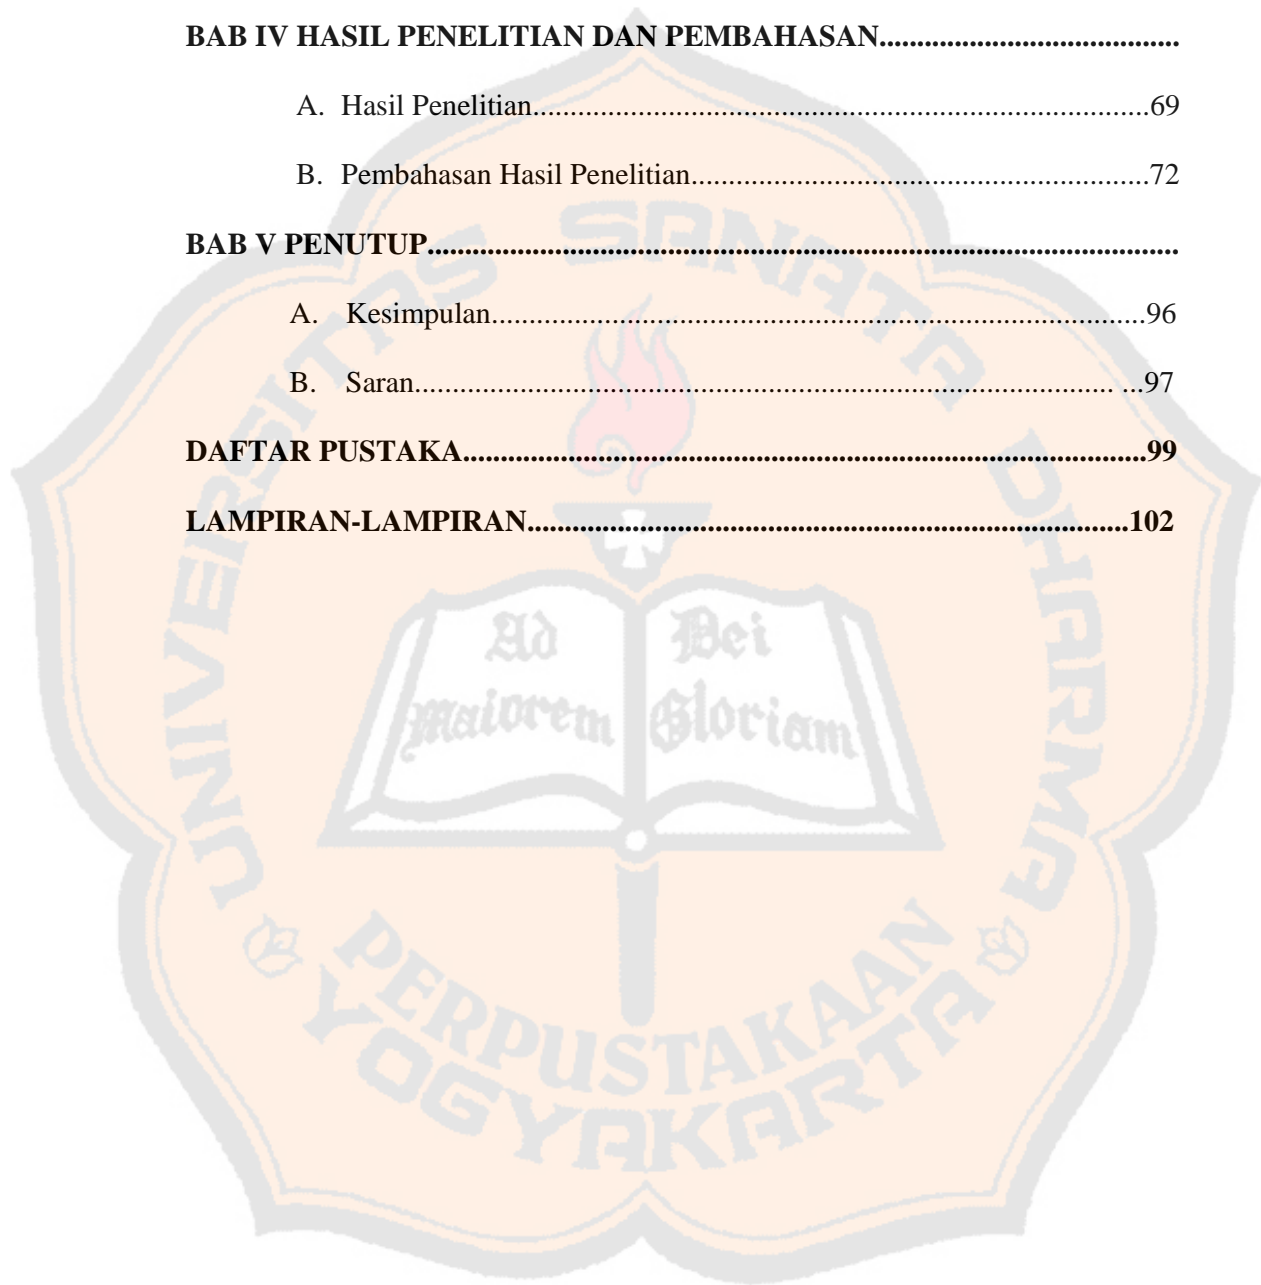 BAB IV HASIL PENELITIAN DAN PEMBAHASAN........................................
A. Hasil Penelitian...................................................................................69
B. Pembahasan Hasil Penelitian.............................................................72
BAB V PENUTUP....................................................................................................
A. Kesimpulan........................................................................................96
B. Saran.............................................................................................. ...97
DAFTAR PUSTAKA...........................................................................................99
LAMPIRAN-LAMPIRAN................................................................................102
UNIVERSITAS SANATA DHARMA
Ad
maiorem
Dei
Gloriam
PERPUSTAKAAN
YOGYAKARTA